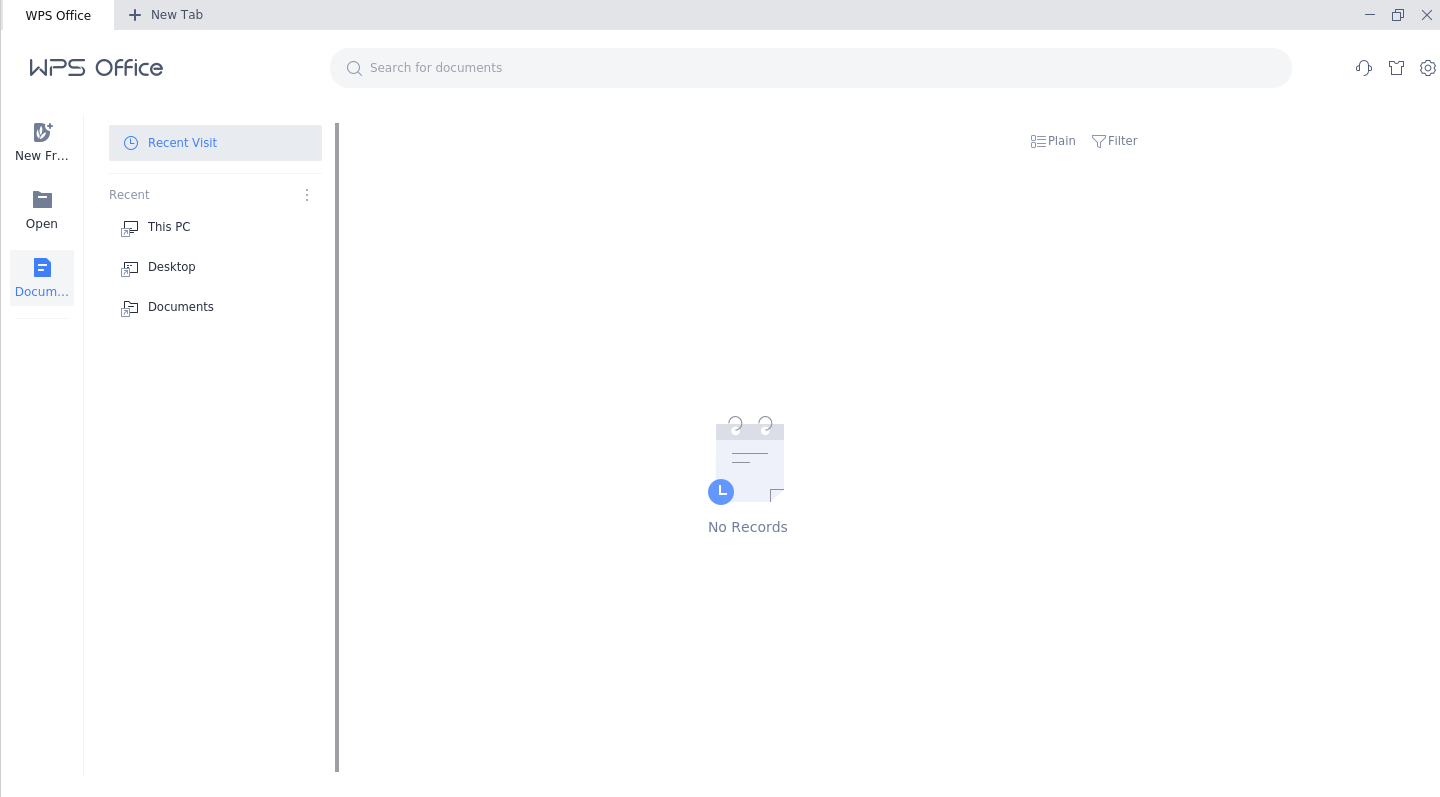 WPS Office
New Tab
WPS Office
Search for documents
New Fr...
Open
Docum...
Recent Visit
Recent
This PC
Desktop
Documents
Plain
Filter
No Records